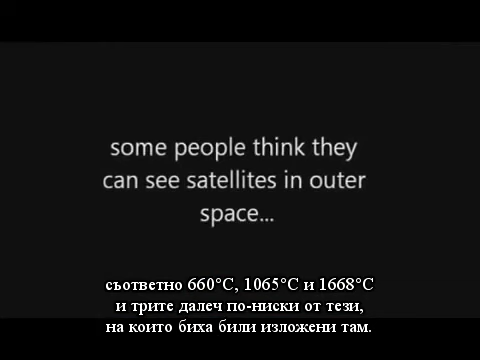 some people think they
can see satellites in outer
space...
съответно 660°C, 1065°C и 1668°C
и трите далеч по-ниски от тези,
на които биха били изложени там.